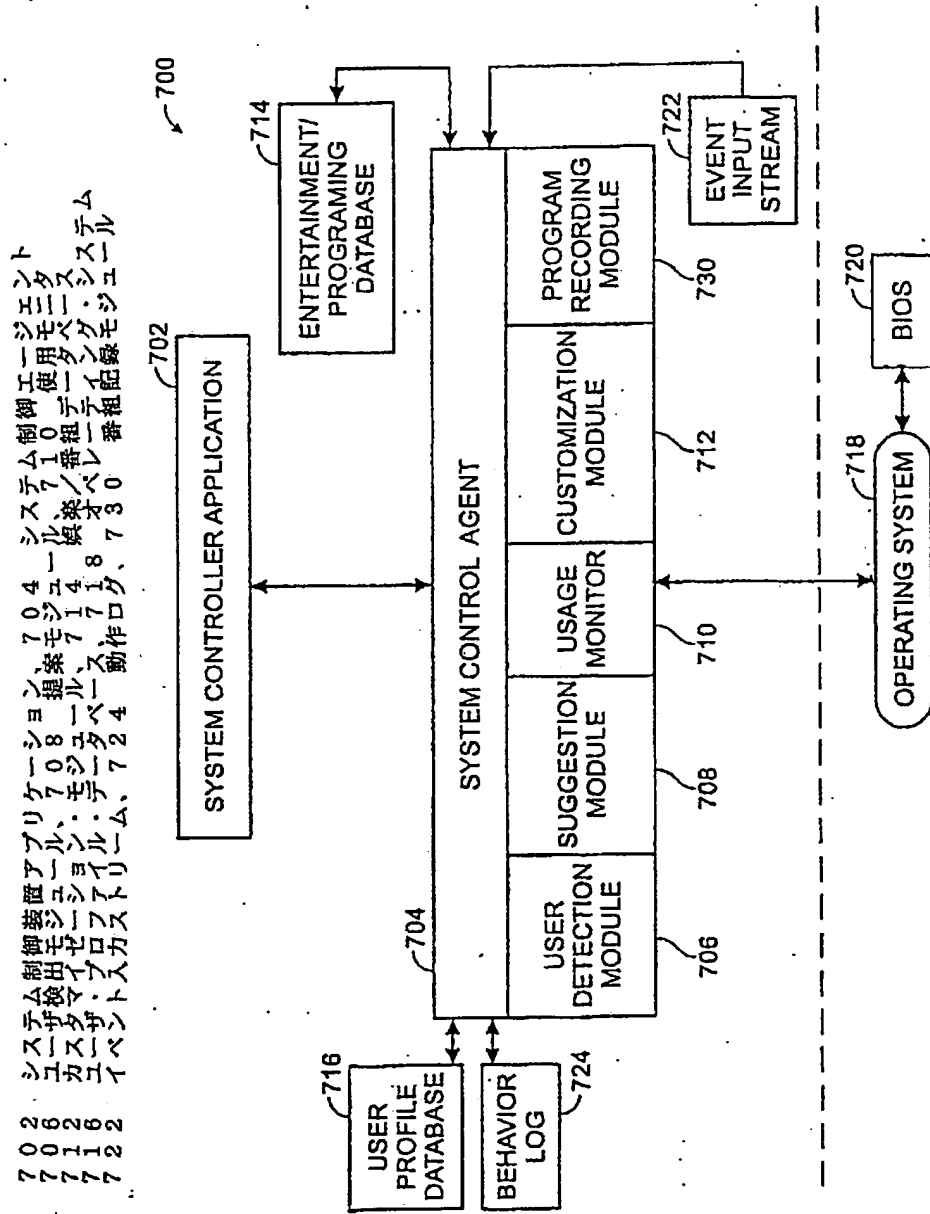 702 システム制御装置アプリケーション、704 システム制御エージェント
706 ユーザ検出モジュール、708 提案モジュール、710 使用モニタ
712 カスタマイゼーション・モジュール、714 娯楽/番組データベース
716 ユーザ・プロファイル・データベース、718 オペレーティング・システム
722 イベント入力ストリーム、724 動作ログ、730 番組記録モジュール
700
702
SYSTEM CONTROLLER APPLICATION
714
ENTERTAINMENT/
PROGRAMING
DATABASE
716
USER
PROFILE
DATABASE
724
BEHAVIOR
LOG
704
SYSTEM CONTROL AGENT
USER
DETECTION
MODULE
SUGGESTION
MODULE
USAGE
MONITOR
CUSTOMIZATION
MODULE
PROGRAM
RECORDING
MODULE
706
708
710
712
730
722
EVENT
INPUT
STREAM
718
OPERATING SYSTEM
720
BIOS